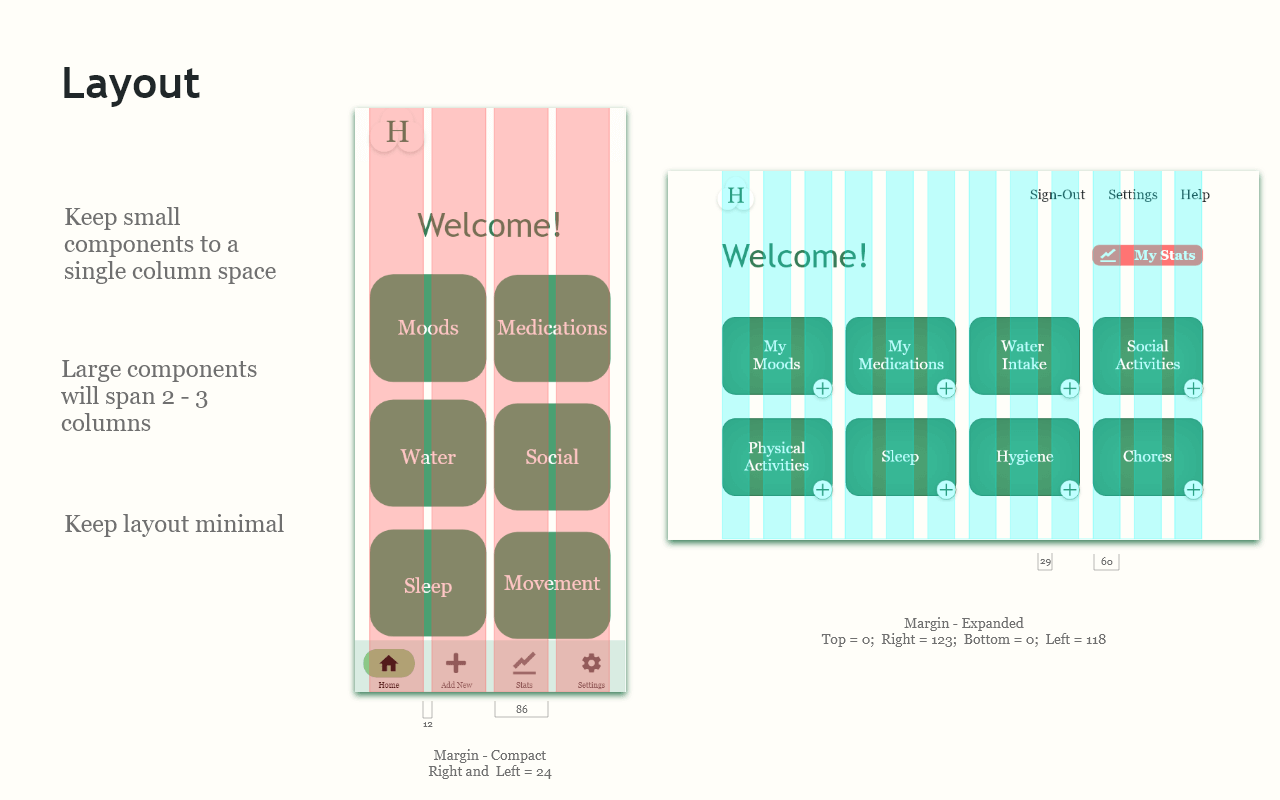 Layout
Keep small
components to a
single column space
Large components
will span 2 - 3
columns
Keep layout minimal
H
Welcome!
Moods
Medications
Water
Social
Sleep
Movement
Home
Add New
Stats
Settings
12
86
Margin - Compact
Right and Left = 24
H
Sign-Out
Settings
Help
Welcome!
My Stats
My
Moods
My
Medications
Water
Intake
Social
Activities
Physical
Activities
Sleep
Hygiene
Chores
29
60
Margin - Expanded
Top = 0; Right = 123; Bottom = 0; Left = 118